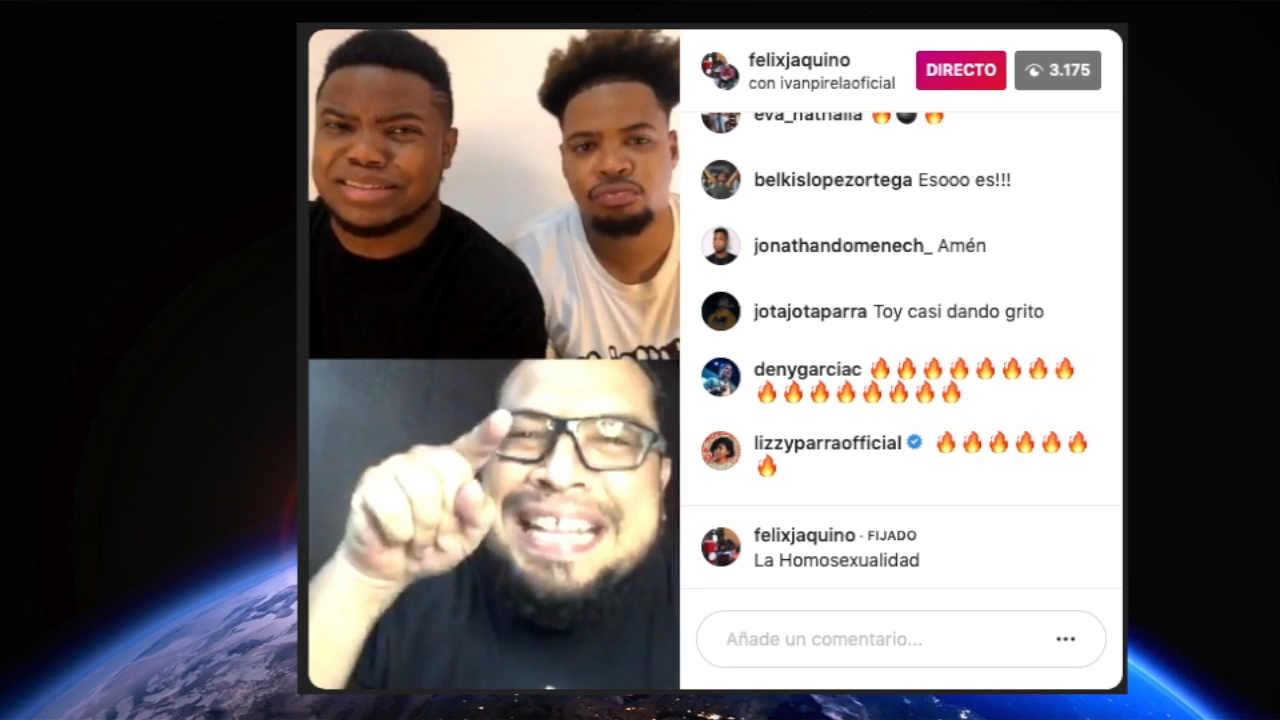 felixjaquino
con ivanpirelaoficial
DIRECTO
3.175
eva_nathalia 🔥💣🔥
belkislopezortega Esooo es!!!
jonathandomenech_ Amén
jotajotaparra Toy casi dando grito
denygarciac 🔥🔥🔥🔥🔥🔥🔥🔥
🔥🔥🔥🔥🔥🔥🔥🔥
lizzyparraofficial 🔥🔥🔥🔥🔥🔥
🔥
felixjaquino · FIJADO
La Homosexualidad
Añade un comentario...